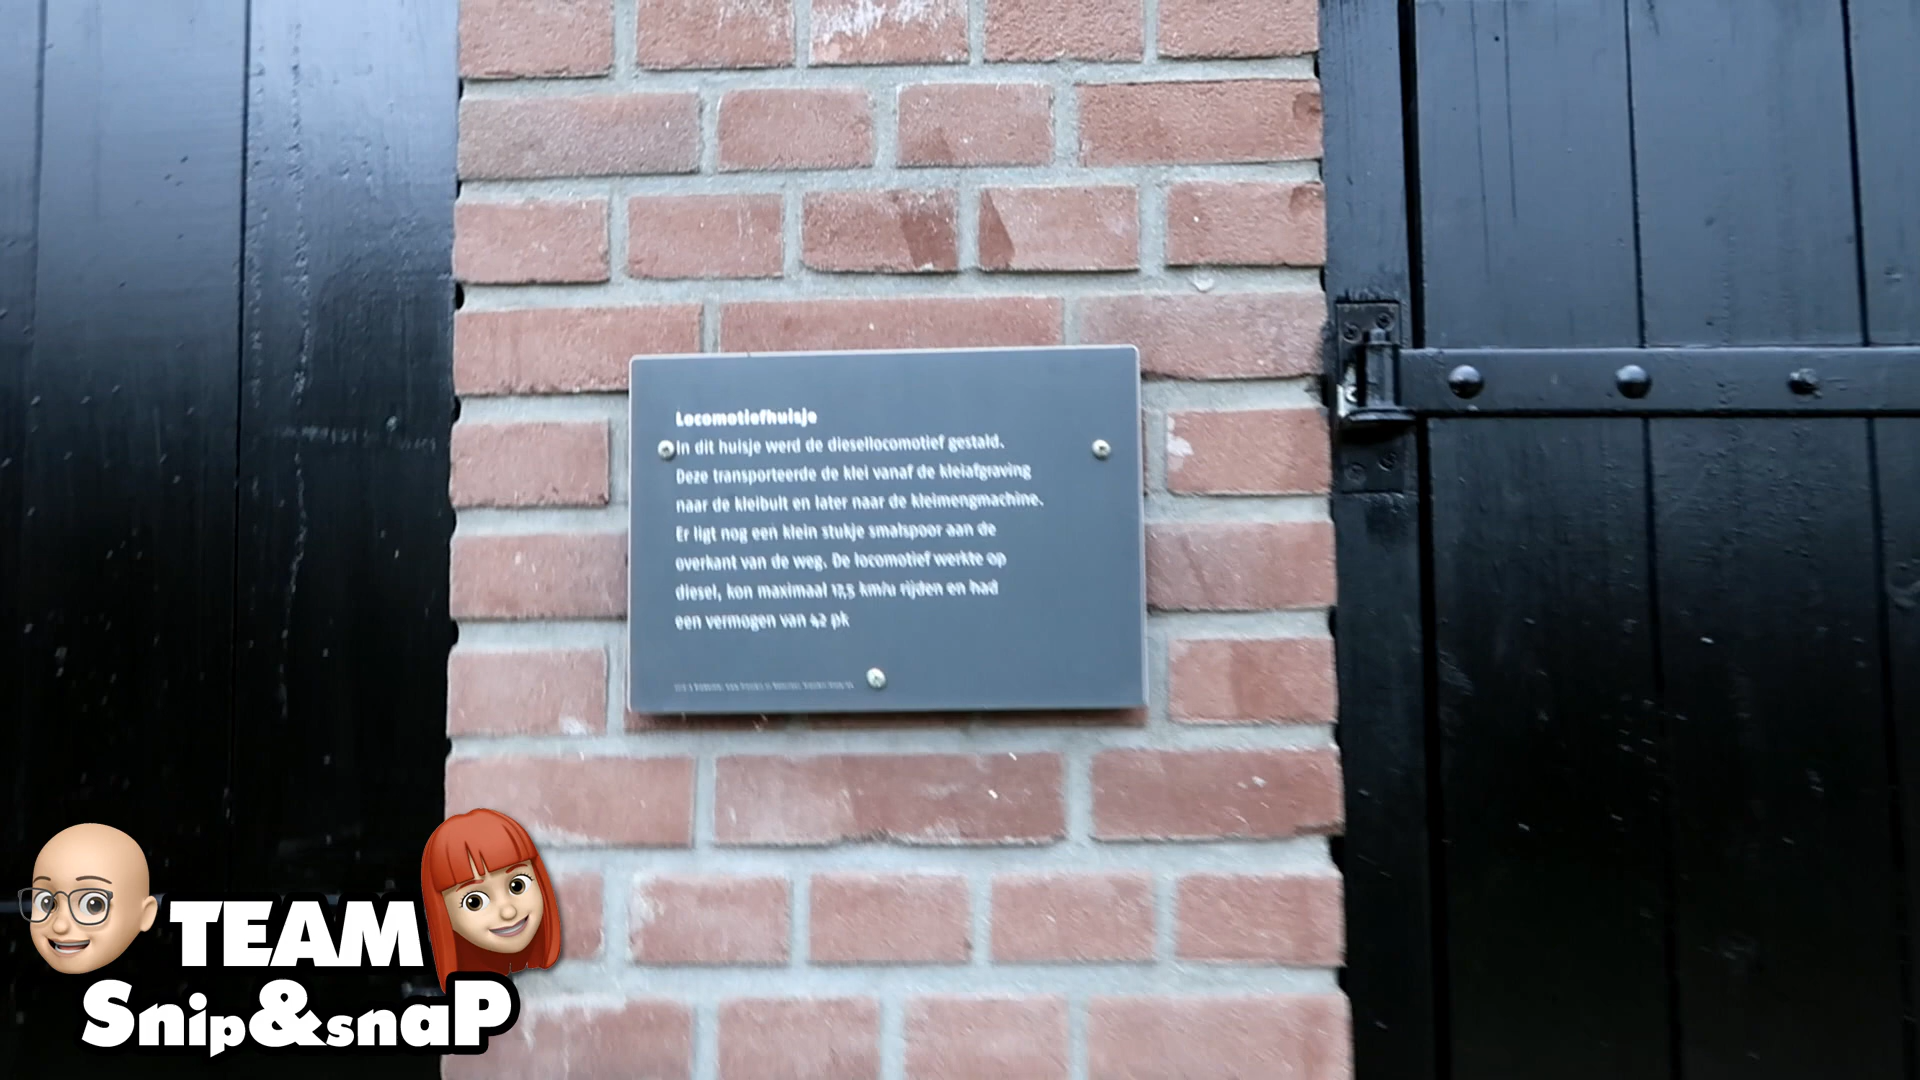 Locomotiefhuisje
In dit huisje werd de diesellocomotief gestald.
Deze transporteerde de klei vanaf de kleiafgraving
naar de kleibult en later naar de kleimengmachine.
Er ligt nog een klein stukje smalspoor aan de
overkant van de weg. De locomotief werkte op
diesel, kon maximaal 17,5 km/u rijden en had
een vermogen van 42 pk
TEAM
Snip&snaP